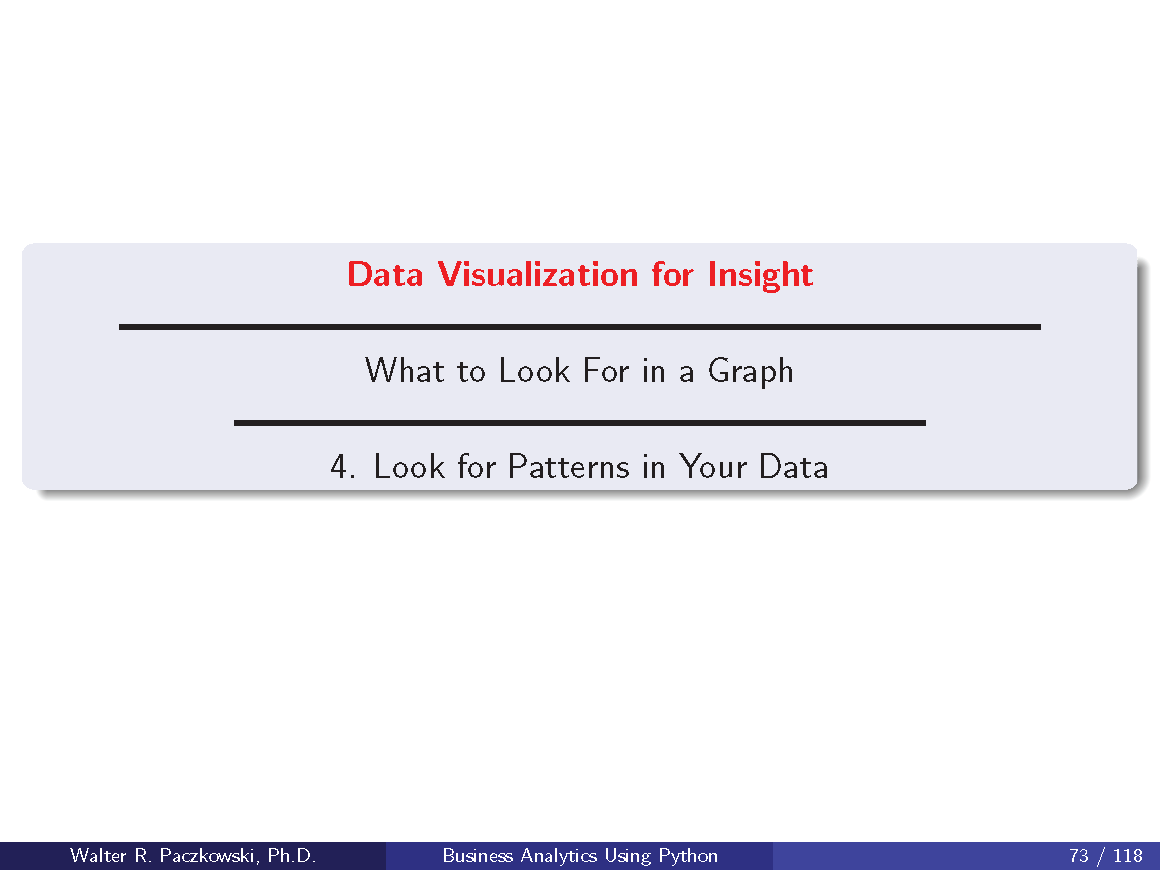 Data Visualization for Insight
What to Look For in a Graph
4. Look for Patterns in Your Data
Walter R. Paczkowski, Ph.D.
Business Analytics Using Python
73 / 118